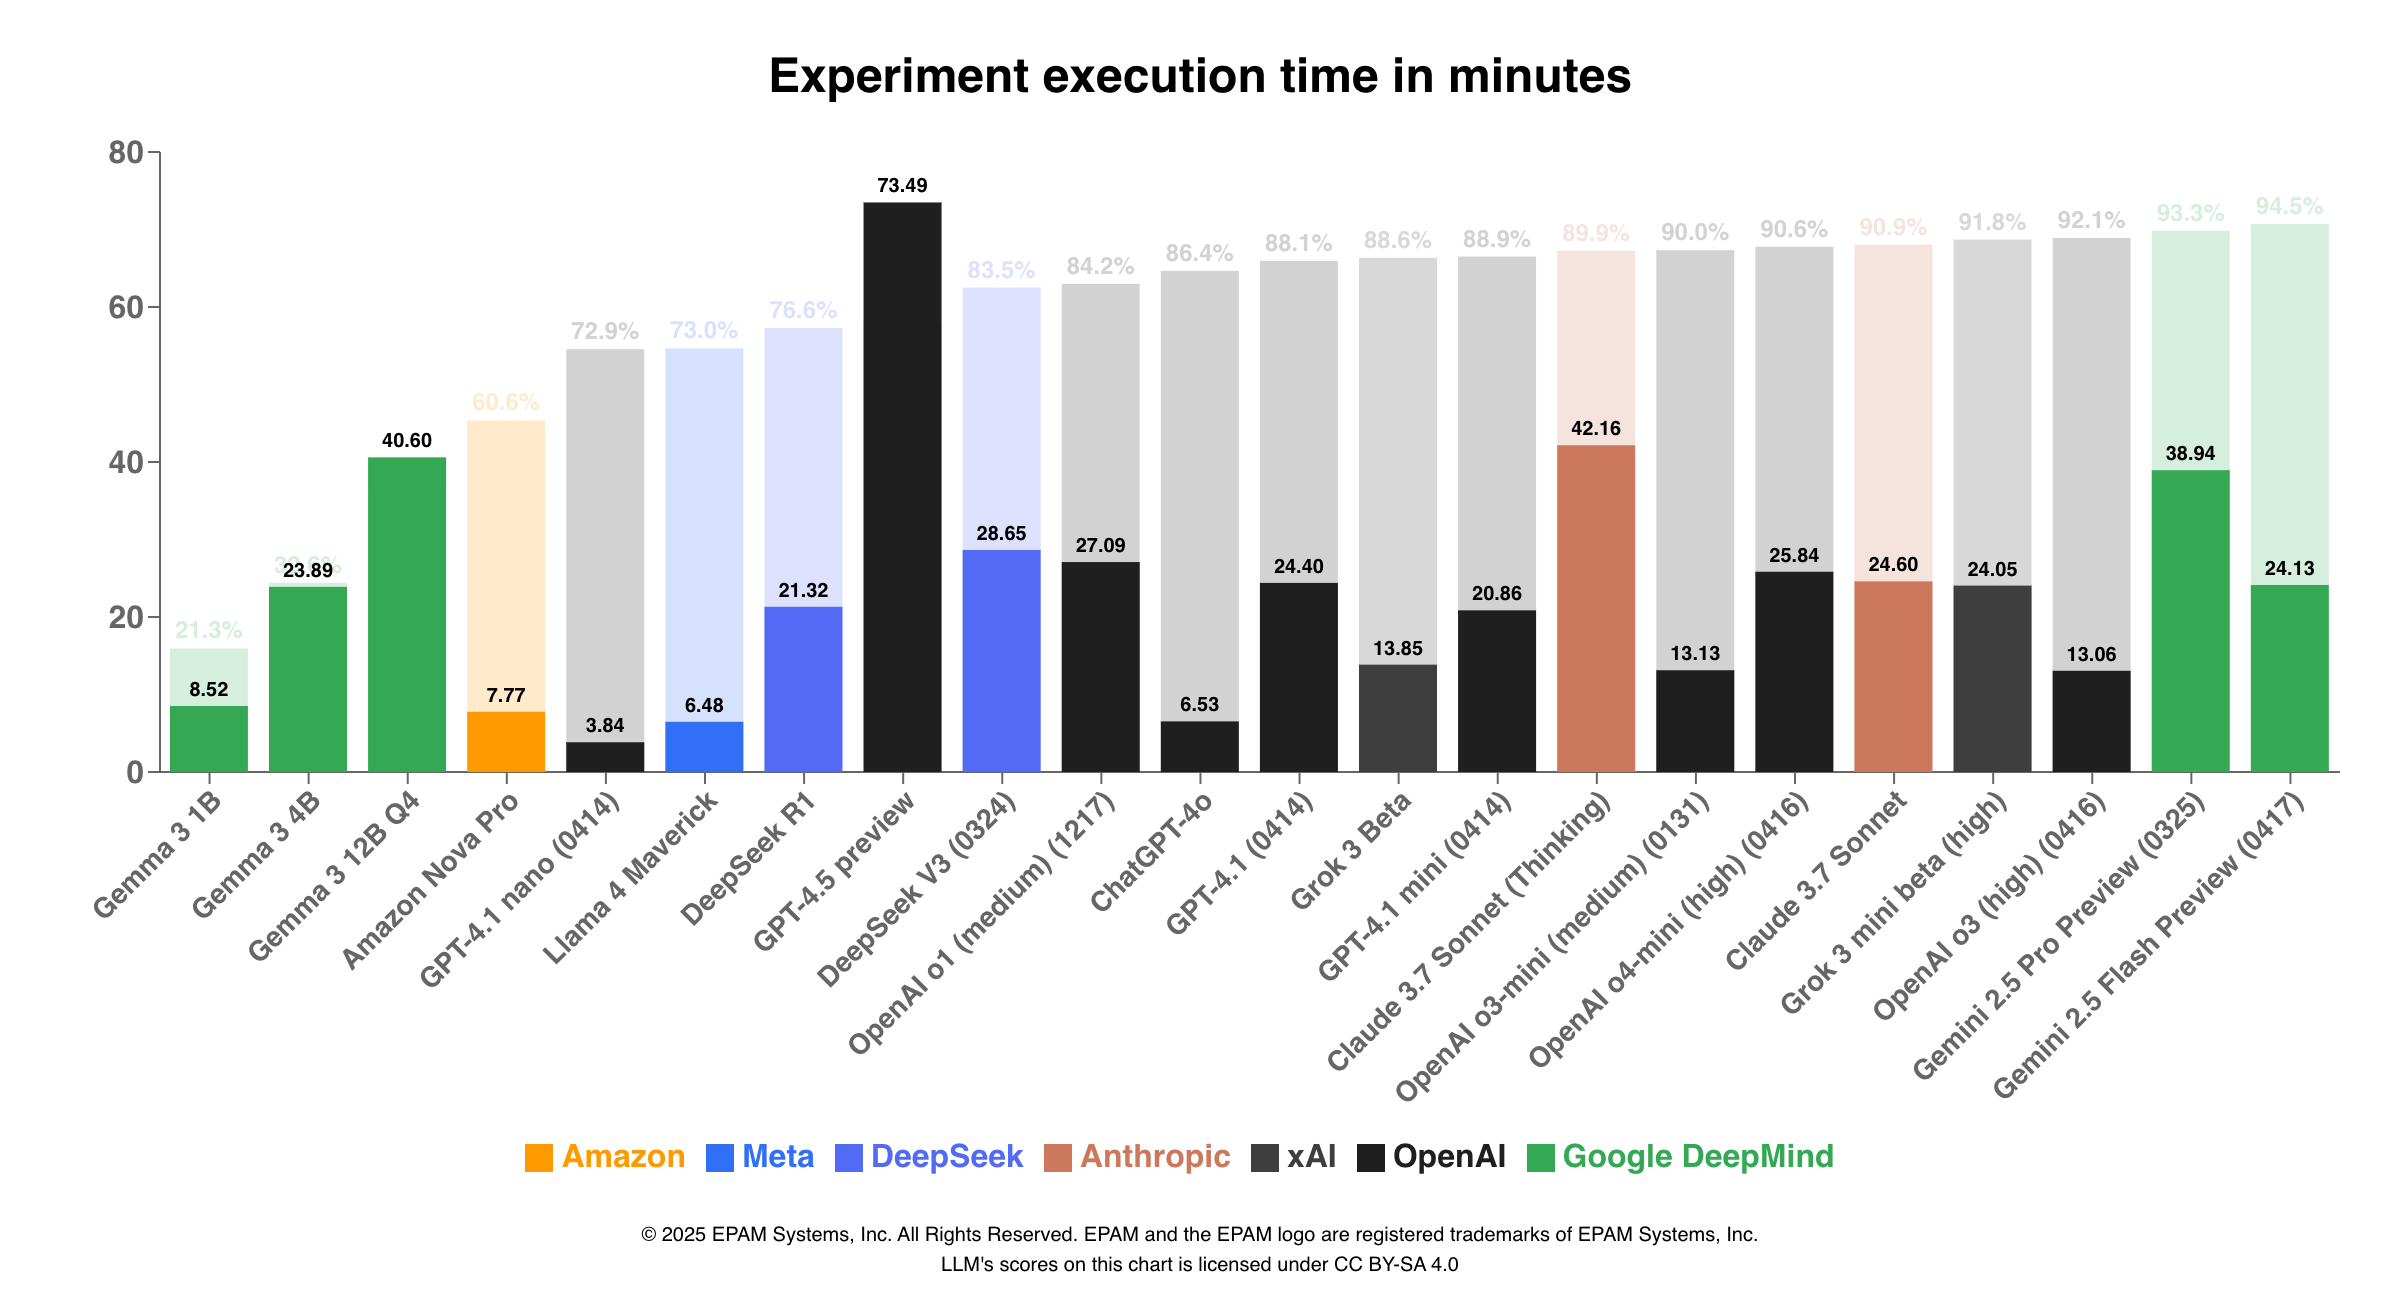 Experiment execution time in minutes
80
60
40
20
0
21.3%
8.52
23.89
40.60
60.6%
7.77
72.9%
3.84
73.0%
6.48
76.6%
21.32
73.49
83.5%
28.65
84.2%
27.09
86.4%
6.53
88.1%
24.40
88.6%
13.85
88.9%
20.86
89.9%
42.16
90.0%
13.13
90.6%
25.84
90.9%
24.60
91.8%
24.05
92.1%
13.06
93.3%
38.94
94.5%
24.13
Gemma 3 1B
Gemma 3 4B
Gemma 3 12B Q4
Amazon Nova Pro
GPT-4.1 nano (0414)
Llama 4 Maverick
DeepSeek R1
GPT-4.5 preview
DeepSeek V3 (0324)
OpenAI o1 (medium) (1217)
ChatGPT-4o
GPT-4.1 (0414)
Grok 3 Beta
GPT-4.1 mini (0414)
Claude 3.7 Sonnet (Thinking)
OpenAI o3-mini (medium) (0131)
OpenAI o4-mini (high) (0416)
Claude 3.7 Sonnet
Grok 3 mini beta (high)
OpenAI o3 (high) (0416)
Gemini 2.5 Pro Preview (0325)
Gemini 2.5 Flash Preview (0417)
Amazon Meta DeepSeek Anthropic xAI OpenAI Google DeepMind
© 2025 EPAM Systems, Inc. All Rights Reserved. EPAM and the EPAM logo are registered trademarks of EPAM Systems, Inc.
LLM's scores on this chart is licensed under CC BY-SA 4.0